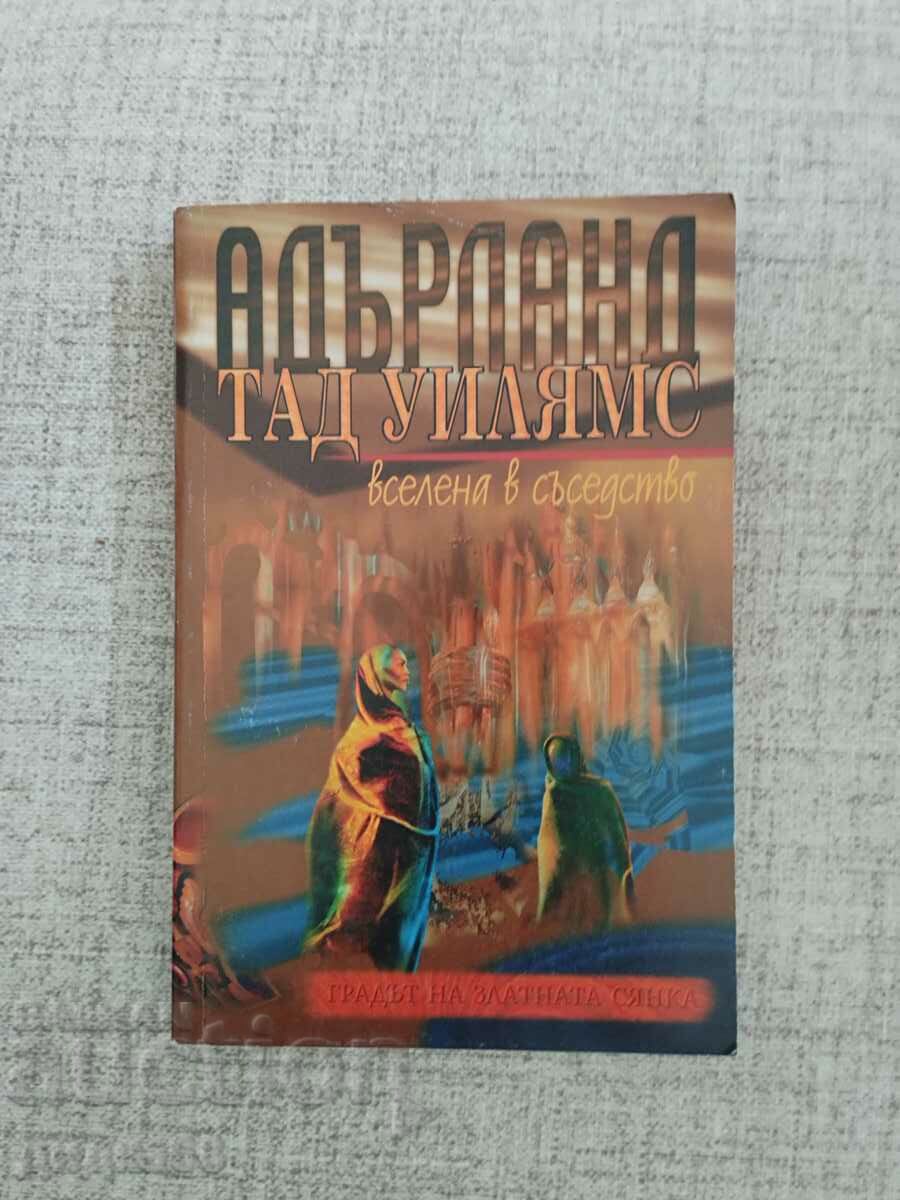 АДЪРЛАНД
ТАД УИЛЯМС
вселена в съседство
ГРАДЪТ НА ЗЛАТНАТА СЯНКА